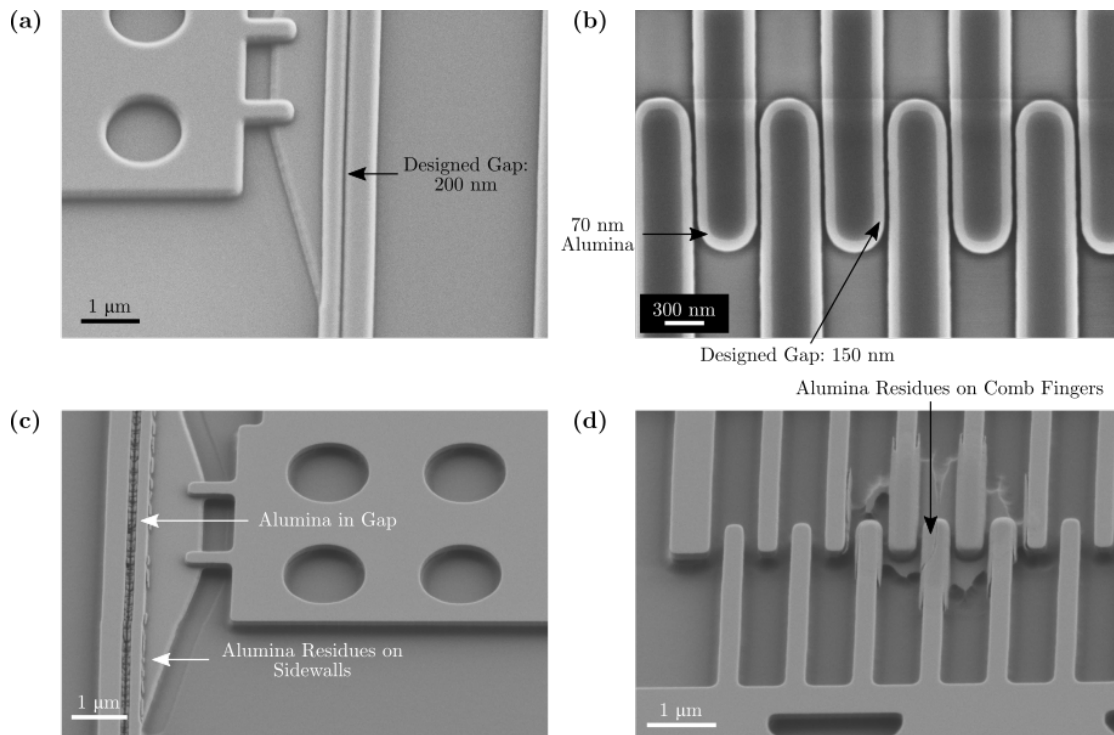 (a)
Designed Gap:
200 nm
1 μm
(b)
70 nm
Alumina
300 nm
Designed Gap: 150 nm
(c)
Alumina in Gap
Alumina Residues on
Sidewalls
1 μm
Alumina Residues on Comb Fingers
(d)
1 μm